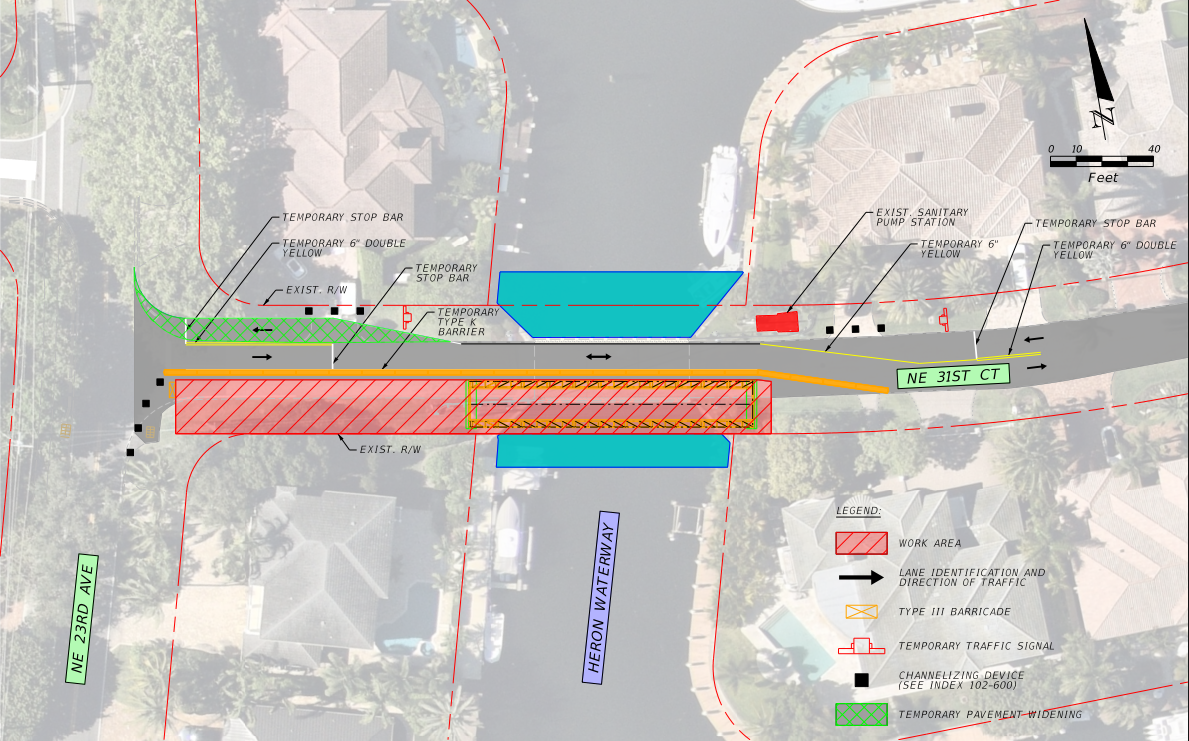 N
0 10 40
Feet
TEMPORARY STOP BAR
TEMPORARY 6" DOUBLE
YELLOW
TEMPORARY
STOP BAR
EXIST. R/W
TEMPORARY
TYPE K
BARRIER
EXIST. SANITARY
PUMP STATION
TEMPORARY 6"
YELLOW
TEMPORARY STOP BAR
TEMPORARY 6" DOUBLE
YELLOW
NE 31ST CT
EXIST. R/W
NE 23RD AVE
HERON WATERWAY
LEGEND:
WORK AREA
LANE IDENTIFICATION AND
DIRECTION OF TRAFFIC
TYPE III BARRICADE
TEMPORARY TRAFFIC SIGNAL
CHANNELIZING DEVICE
(SEE INDEX 102-600)
TEMPORARY PAVEMENT WIDENING